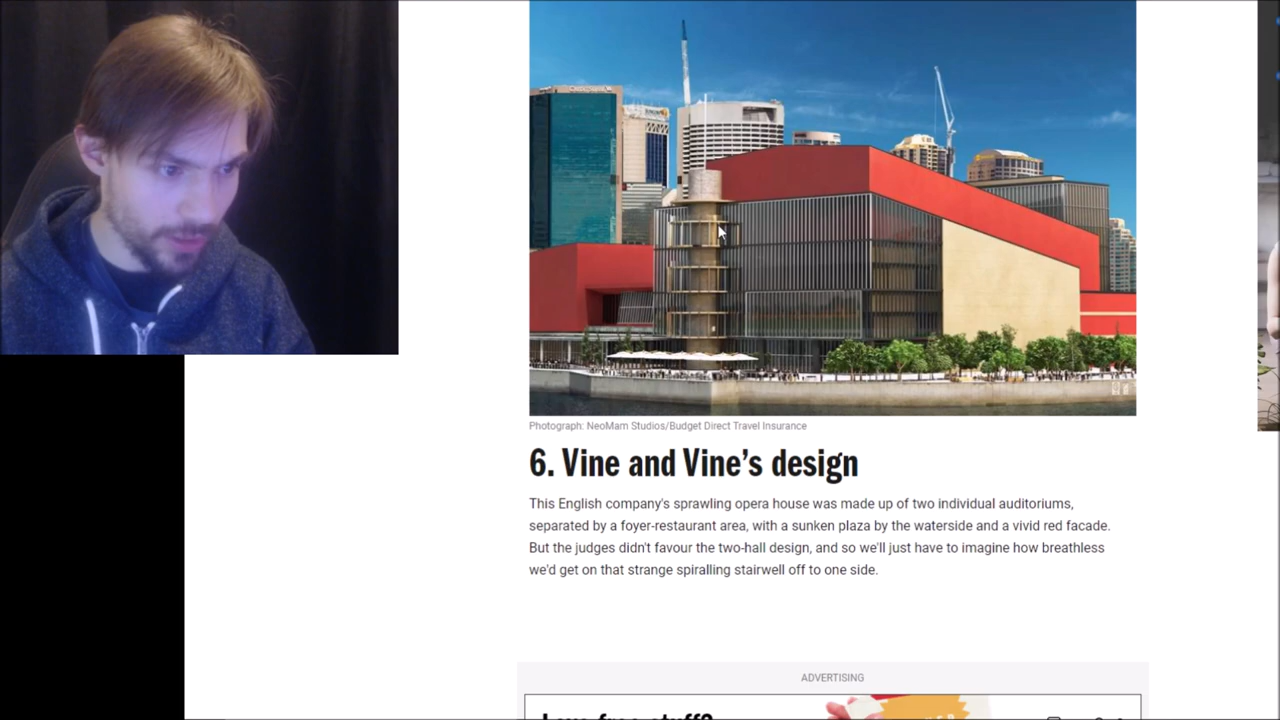 Photograph: NeoMam Studios/Budget Direct Travel Insurance
6. Vine and Vine's design
This English company's sprawling opera house was made up of two individual auditoriums,
separated by a foyer-restaurant area, with a sunken plaza by the waterside and a vivid red facade.
But the judges didn't favour the two-hall design, and so we'll just have to imagine how breathless
we'd get on that strange spiralling stairwell off to one side.
ADVERTISING